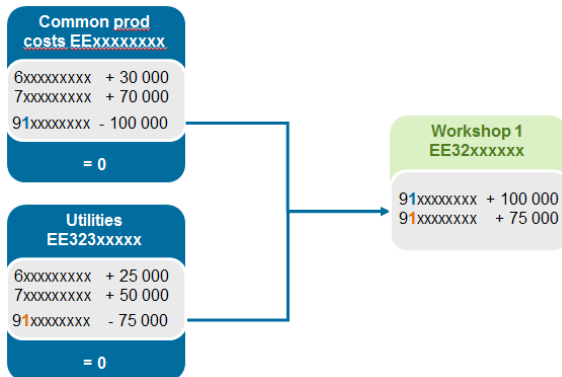 Common prod
costs EExxxxxxxx
6xxxxxxxxx + 30 000
7xxxxxxxxx + 70 000
91xxxxxxxx - 100 000
= 0
Utilities
EE323xxxxx
6xxxxxxxxx + 25 000
7xxxxxxxxx + 50 000
91xxxxxxxx - 75 000
= 0
Workshop 1
EE32xxxxxx
91xxxxxxxx + 100 000
91xxxxxxxx + 75 000